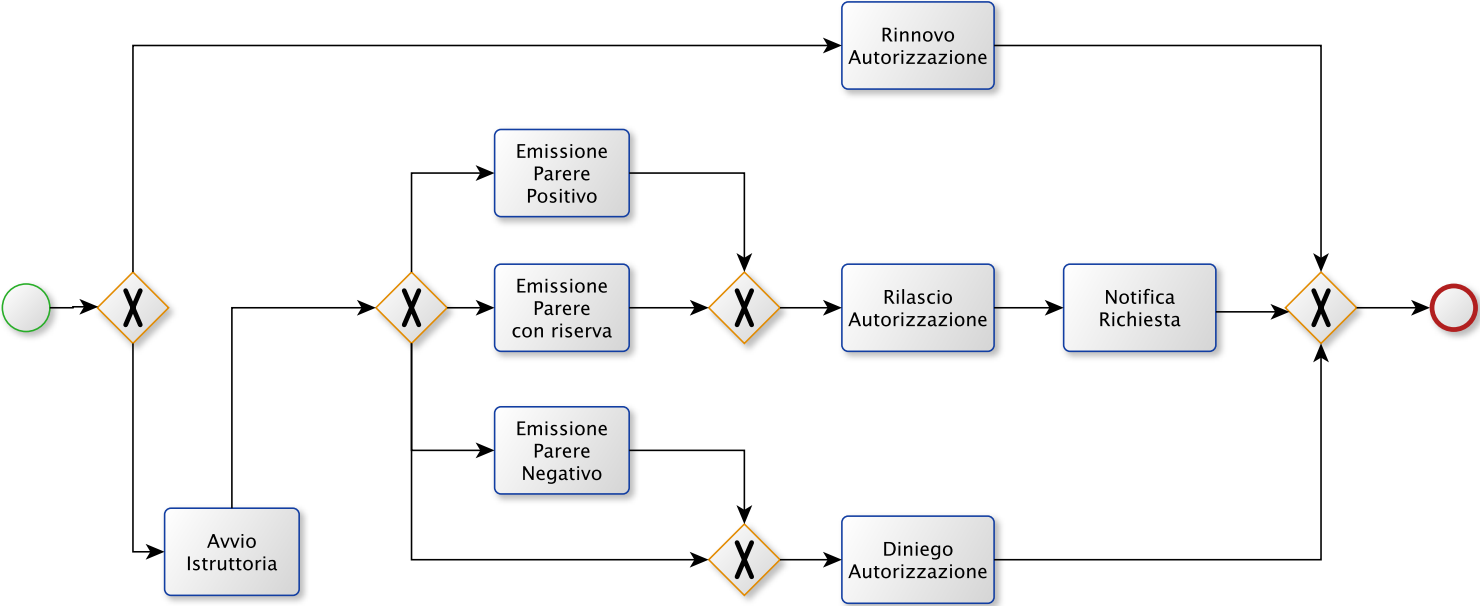 Rinnovo
Autorizzazione
Emissione
Parere
Positivo
Emissione
Parere
con riserva
Rilascio
Autorizzazione
Notifica
Richiesta
Emissione
Parere
Negativo
Avvio
Istruttoria
Diniego
Autorizzazione